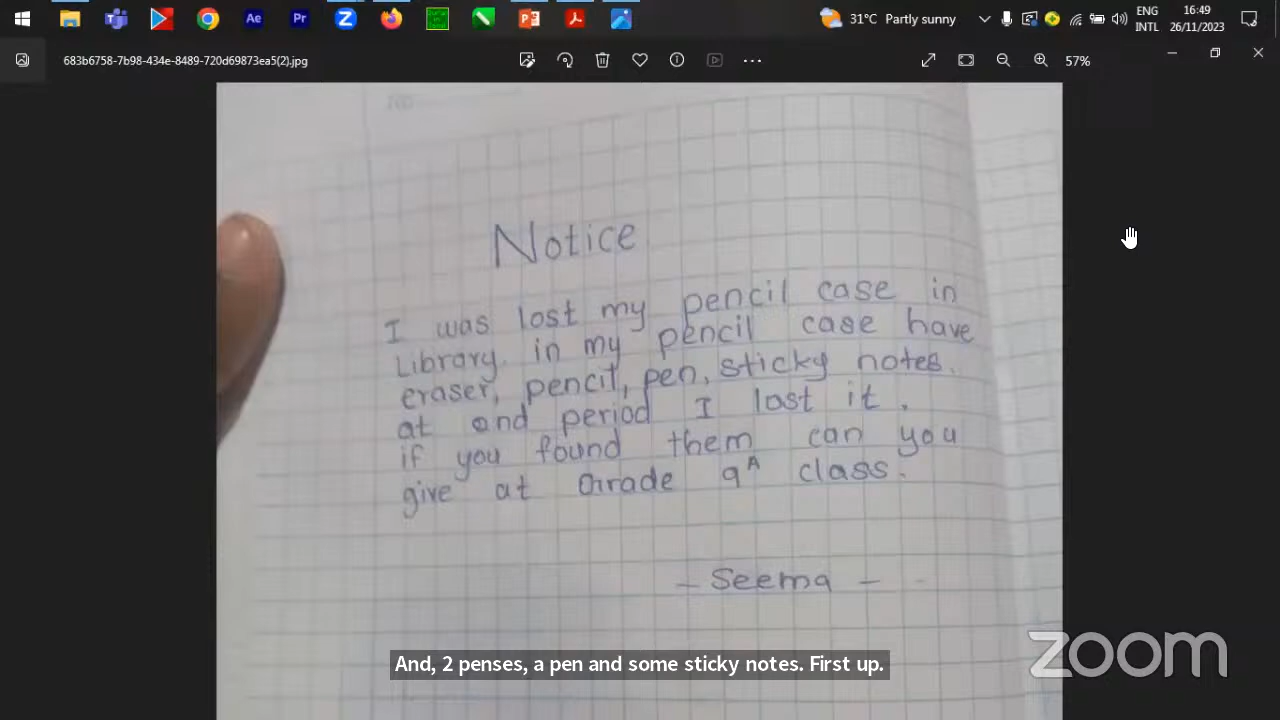 31°C Partly sunny
ENG
INTL
16:49
26/11/2023
683b6758-7b98-434e-8489-720d69873ea5(2).jpg
57%
NO
Notice
I was lost my pencil case in
Library. in my pencil case have
eraser, pencil, pen, sticky notes.
at 2nd period I lost it.
if you found them can you
give at Grade 9A class.
- Seema -
And, 2 penses, a pen and some sticky notes. First up.
zoom